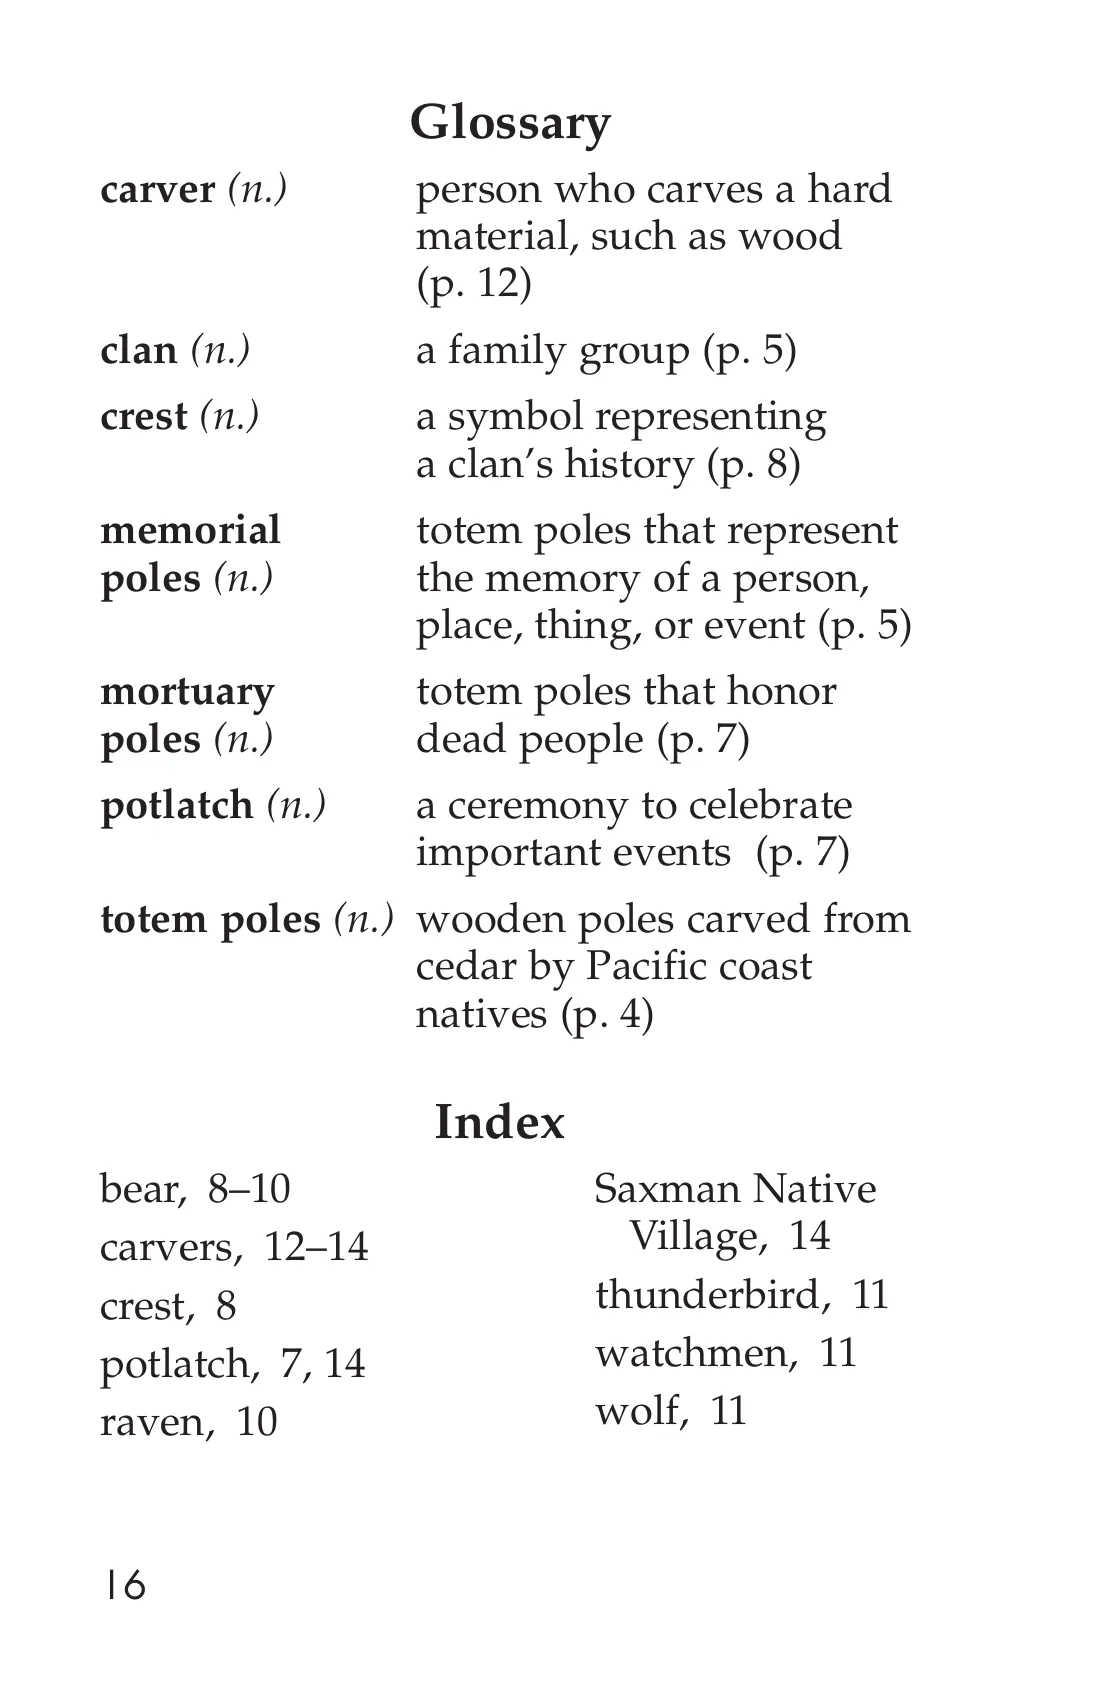 Glossary
carver (n.) person who carves a hard
material, such as wood
(p. 12)
clan (n.) a family group (p. 5)
crest (n.) a symbol representing
a clan’s history (p. 8)
memorial totem poles that represent
poles (n.) the memory of a person,
place, thing, or event (p. 5)
mortuary totem poles that honor
poles (n.) dead people (p. 7)
potlatch (n.) a ceremony to celebrate
important events (p. 7)
totem poles (n.) wooden poles carved from
cedar by Pacific coast
natives (p. 4)
Index
bear, 8–10
carvers, 12–14
crest, 8
potlatch, 7, 14
raven, 10
Saxman Native
Village, 14
thunderbird, 11
watchmen, 11
wolf, 11
16